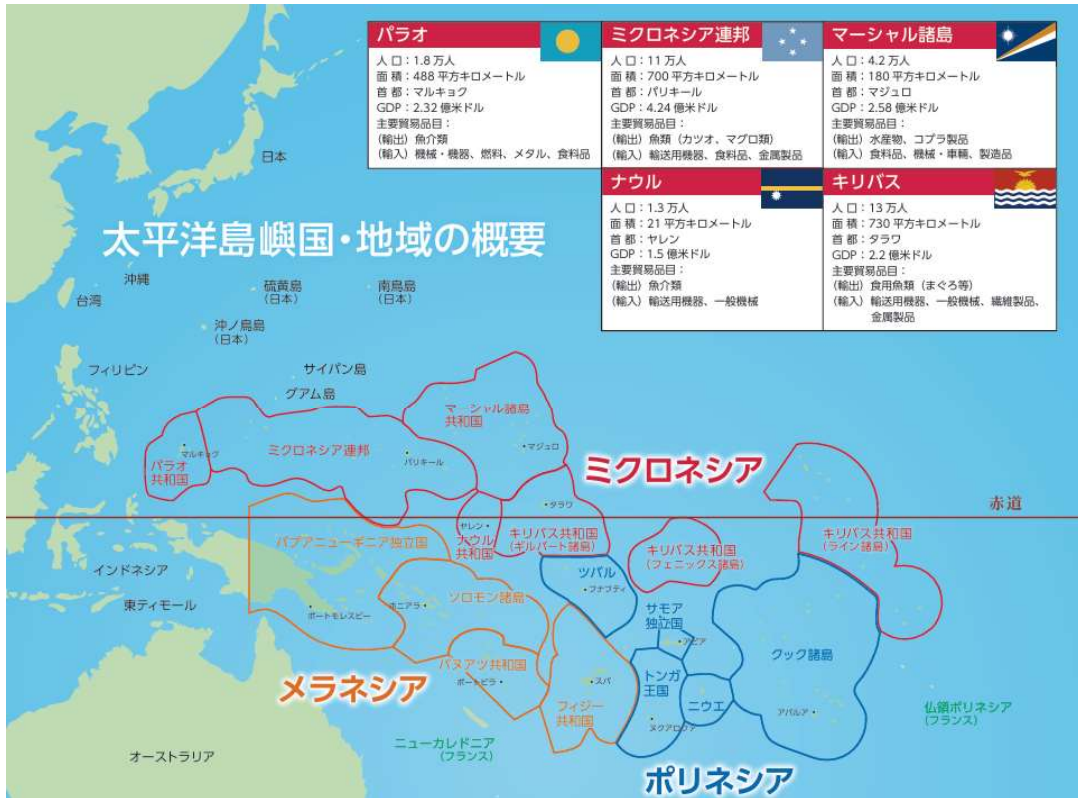 パラオ
人 口：1.8 万人
面 積：488 平方キロメートル
首 都：マルキョク
GDP：2.32 億米ドル
主要貿易品目：
（輸出）魚介類
（輸入）機械・機器、燃料、メタル、食料品
ミクロネシア連邦
人 口：11 万人
面 積：700 平方キロメートル
首 都：パリキール
GDP：4.24 億米ドル
主要貿易品目：
（輸出）魚類（カツオ、マグロ類）
（輸入）輸送用機器、食料品、金属製品
マーシャル諸島
人 口：4.2 万人
面 積：180 平方キロメートル
首 都：マジュロ
GDP：2.58 億米ドル
主要貿易品目：
（輸出）水産物、コプラ製品
（輸入）食料品、機械・車輛、製造品
ナウル
人 口：1.3 万人
面 積：21 平方キロメートル
首 都：ヤレン
GDP：1.5 億米ドル
主要貿易品目：
（輸出）魚介類
（輸入）輸送用機器、一般機械
キリバス
人 口：13 万人
面 積：730 平方キロメートル
首 都：タラワ
GDP：2.2 億米ドル
主要貿易品目：
（輸出）食用魚類（まぐろ等）
（輸入）輸送用機器、一般機械、繊維製品、
金属製品
日本
太平洋島嶼国・地域の概要
沖縄
台湾
硫黄島
（日本）
南鳥島
（日本）
沖ノ鳥島
（日本）
フィリピン
サイパン島
グアム島
マーシャル諸島
共和国
マジュロ
ミクロネシア連邦
パリキール
マルキョク
パラオ
共和国
ミクロネシア
赤道
タラワ
キリバス共和国
（ギルバート諸島）
ヤレン
ナウル
共和国
キリバス共和国
（フェニックス諸島）
キリバス共和国
（ライン諸島）
パプアニューギニア独立国
インドネシア
東ティモール
ポートモレスビー
ソロモン諸島
ホニアラ
ツバル
フナフティ
サモア
独立国
アピア
バヌアツ共和国
ポートビラ
メラネシア
フィジー
共和国
スバ
トンガ
王国
ヌクアロファ
ニウエ
クック諸島
アバルア
仏領ポリネシア
（フランス）
ニューカレドニア
（フランス）
オーストラリア
ポリネシア